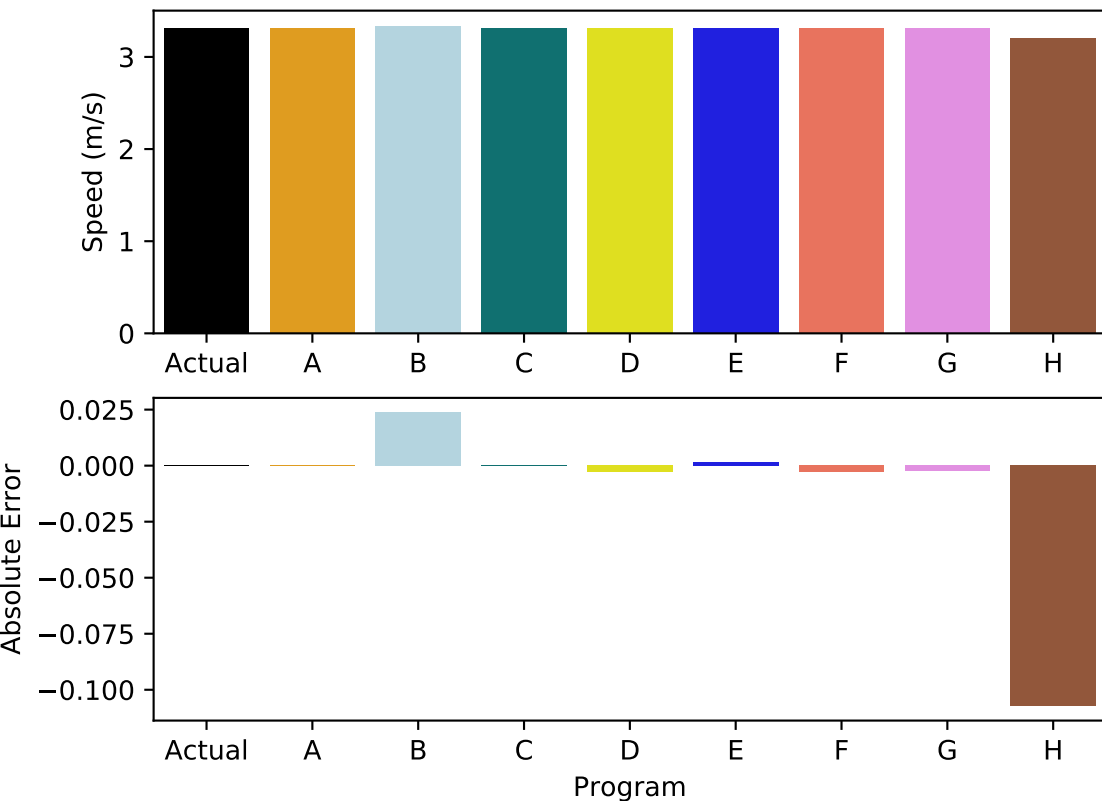 Speed (m/s)
3
2
1
0
Actual A B C D E F G H
Absolute Error
0.025
0.000
−0.025
−0.050
−0.075
−0.100
Actual A B C D E F G H
Program